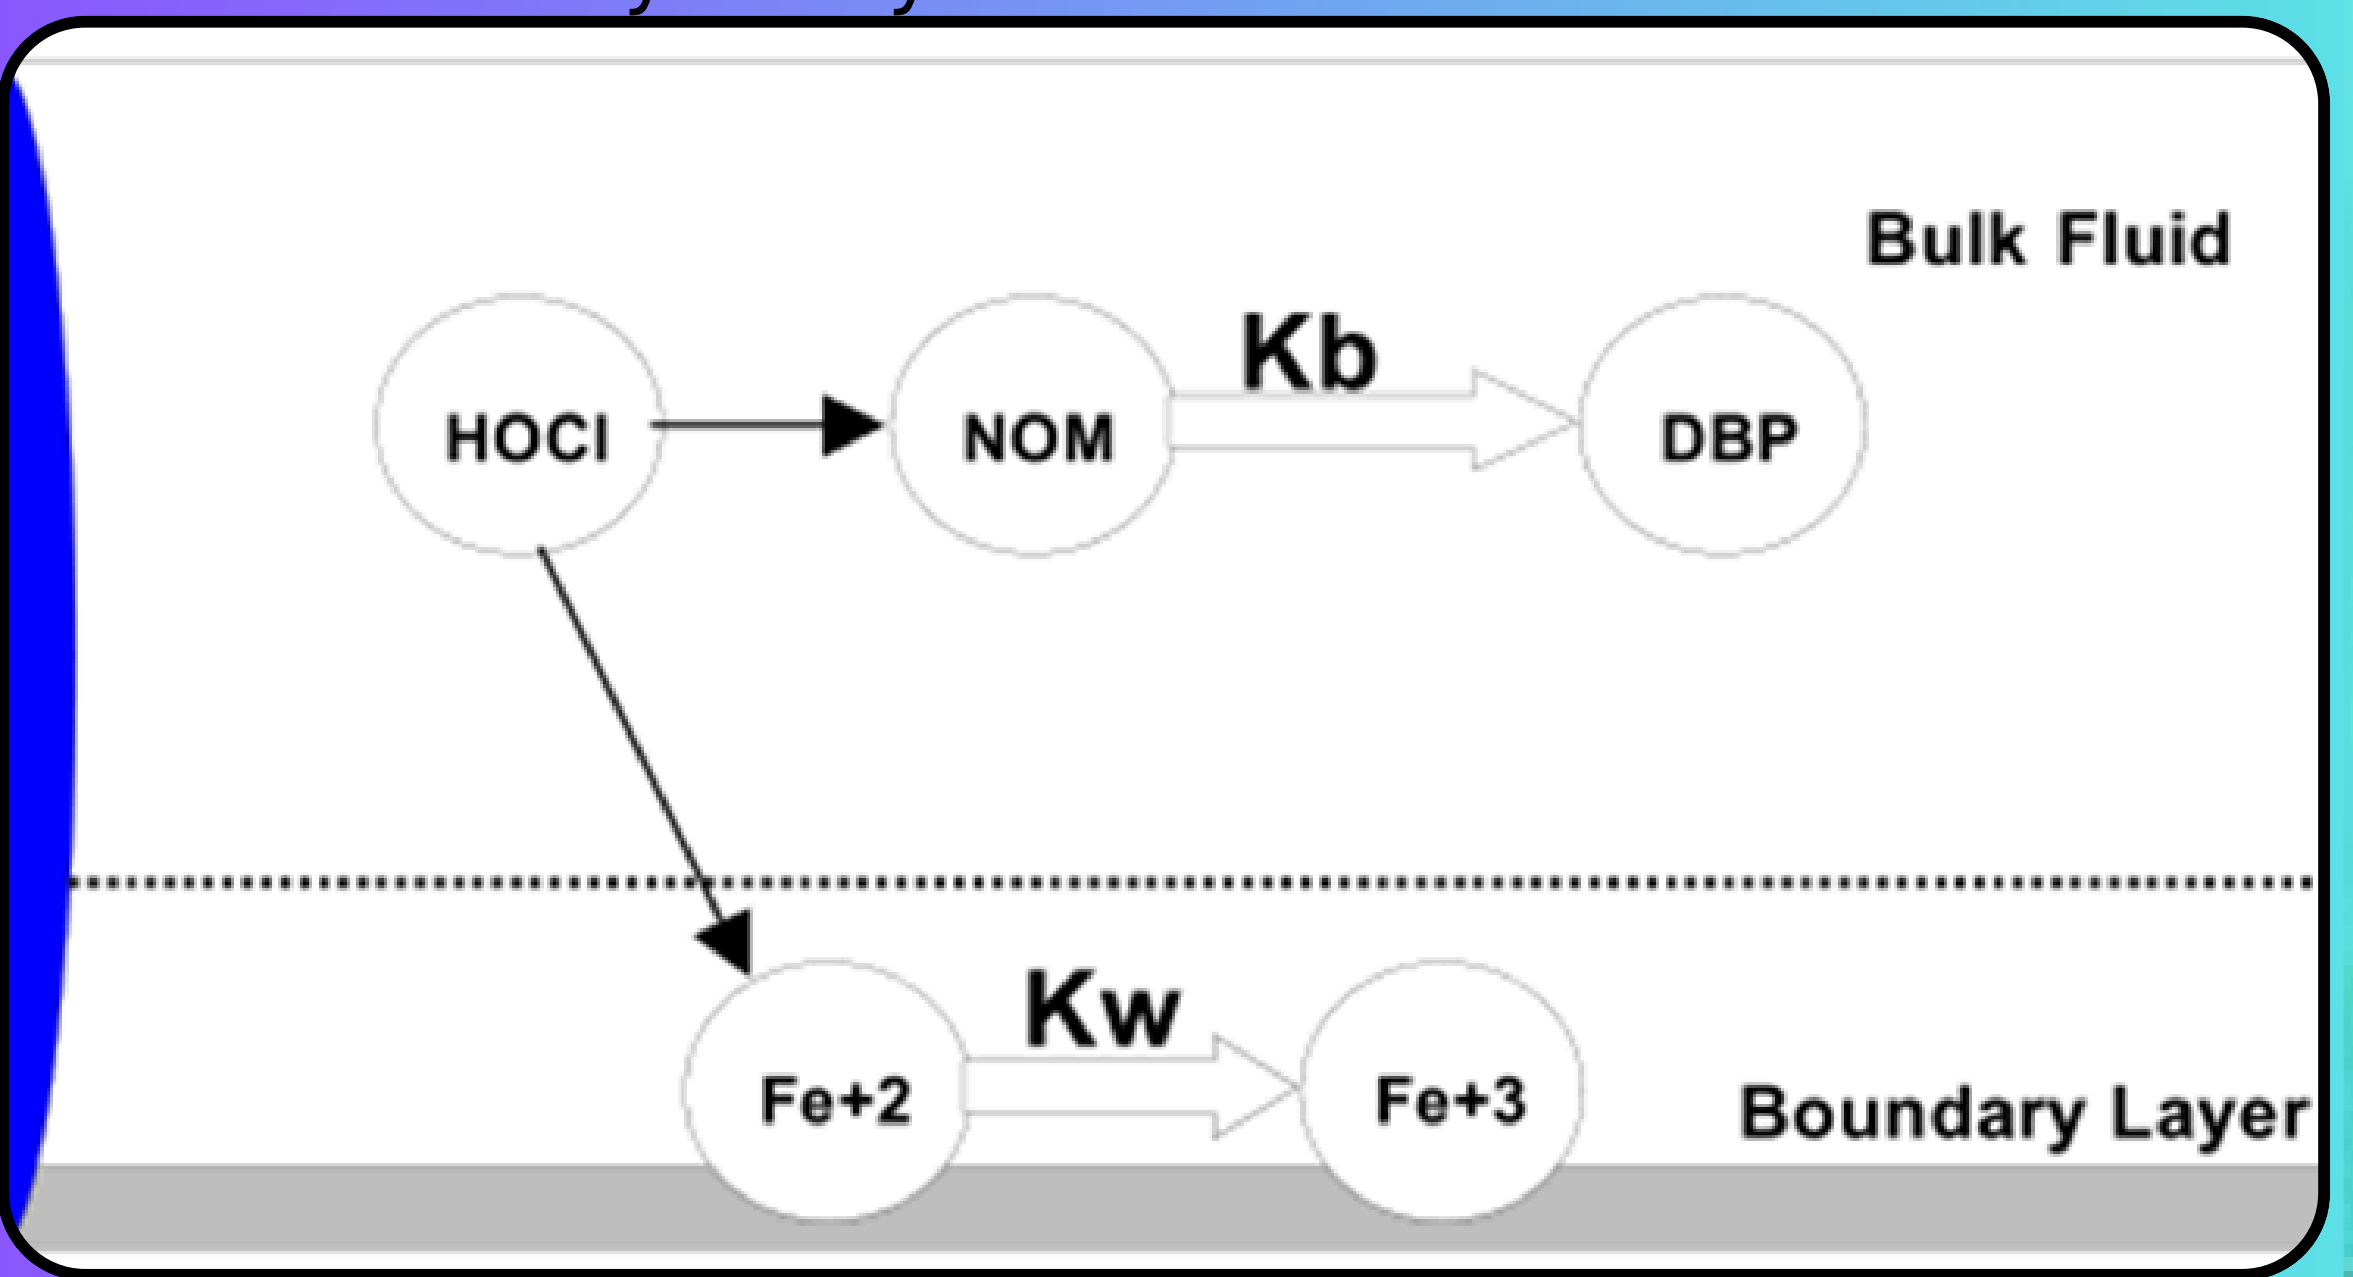 Bulk Fluid
Kb
HOCl
NOM
DBP
Kw
Fe+2
Fe+3
Boundary Layer